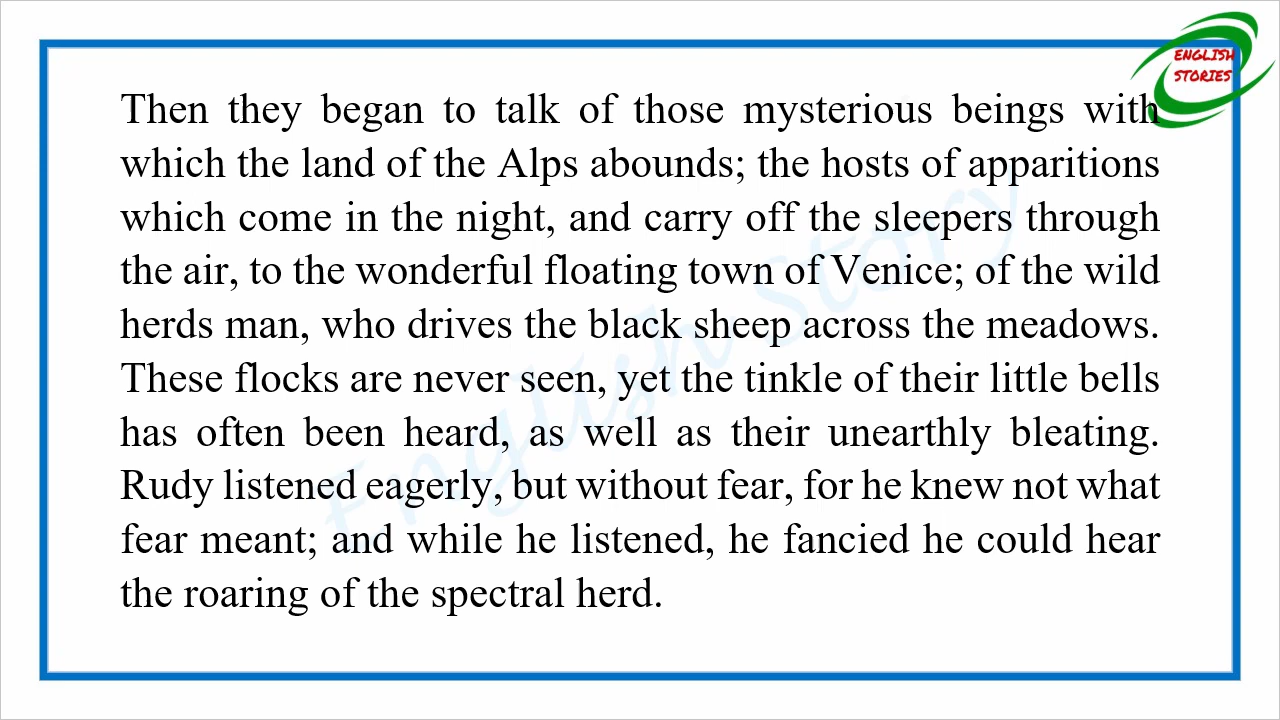 ENGLISH
STORIES
Then they began to talk of those mysterious beings with
which the land of the Alps abounds; the hosts of apparitions
which come in the night, and carry off the sleepers through
the air, to the wonderful floating town of Venice; of the wild
herds man, who drives the black sheep across the meadows.
These flocks are never seen, yet the tinkle of their little bells
has often been heard, as well as their unearthly bleating.
Rudy listened eagerly, but without fear, for he knew not what
fear meant; and while he listened, he fancied he could hear
the roaring of the spectral herd.
English Story